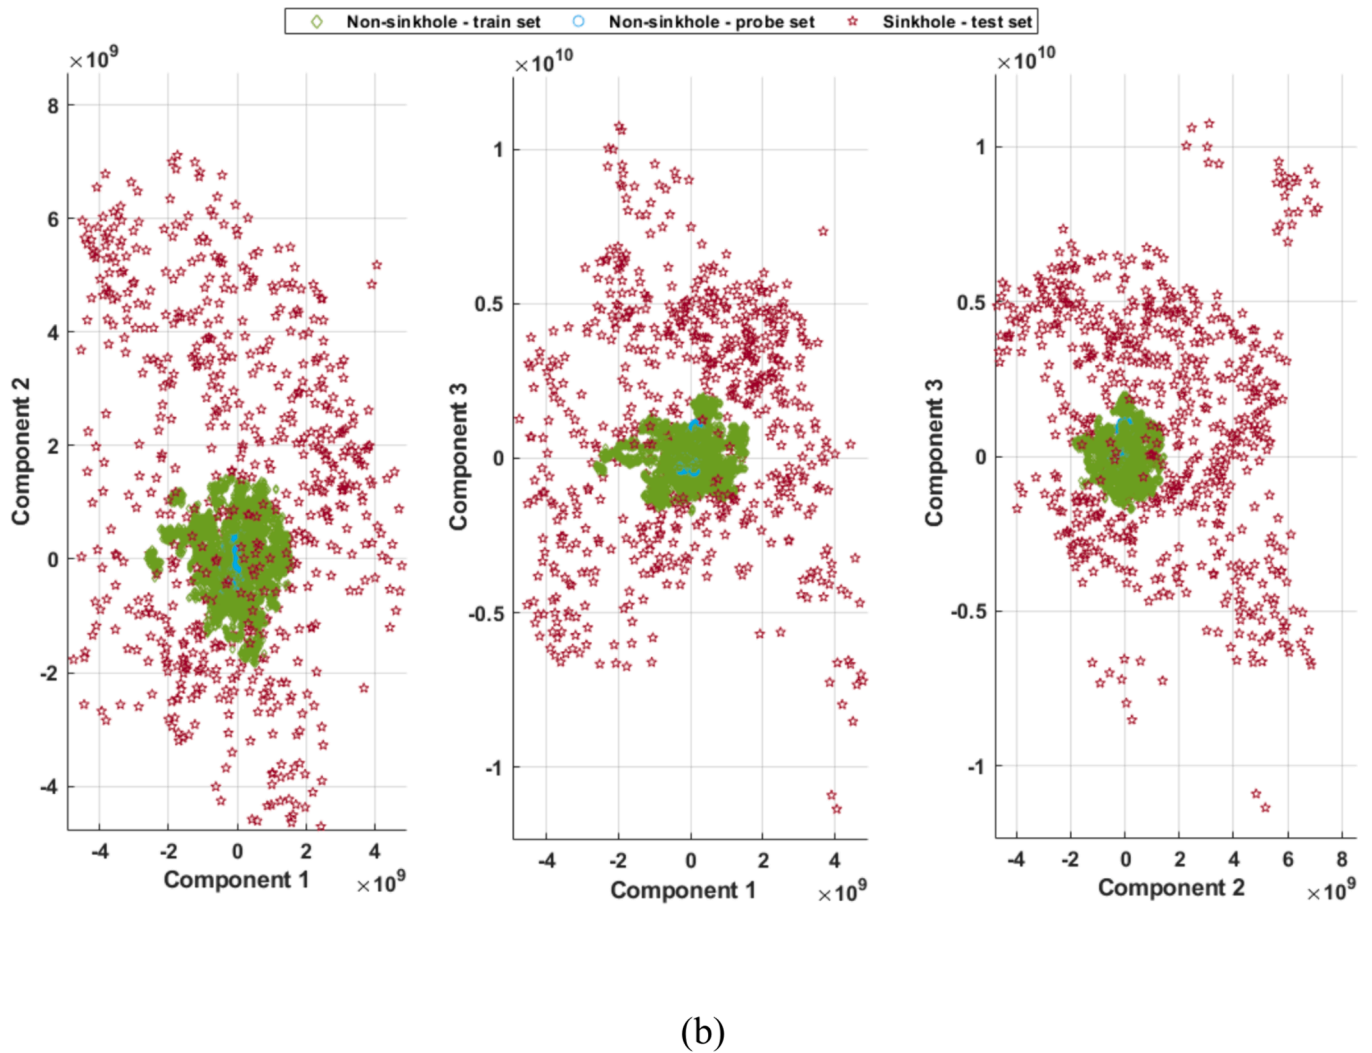 Non-sinkhole - train set Non-sinkhole - probe set Sinkhole - test set
×10⁹
8
6
4
2
0
-2
-4
Component 2
-4 -2 0 2 4
Component 1
×10⁹
×10¹⁰
1
0.5
0
-0.5
-1
Component 3
-4 -2 0 2 4
Component 1
×10⁹
×10¹⁰
1
0.5
0
-0.5
-1
Component 3
-4 -2 0 2 4 6 8
Component 2
×10⁹
(b)